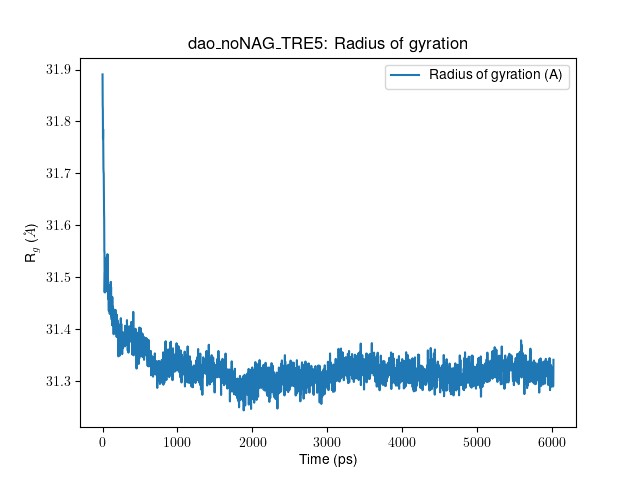 dao_noNAG_TRE5: Radius of gyration
Radius of gyration (A)
R_g (Å)
31.9
31.8
31.7
31.6
31.5
31.4
31.3
0 1000 2000 3000 4000 5000 6000
Time (ps)